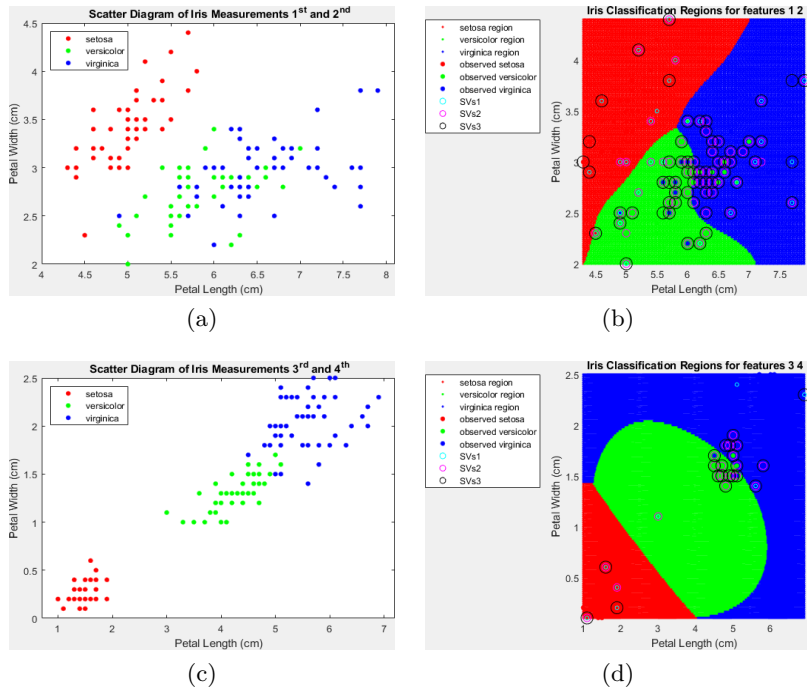 Scatter Diagram of Iris Measurements 1st and 2nd
setosa
versicolor
virginica
Petal Width (cm)
4.5
4
3.5
3
2.5
2
4 4.5 5 5.5 6 6.5 7 7.5 8
Petal Length (cm)
(a)
Iris Classification Regions for features 1 2
setosa region
versicolor region
virginica region
observed setosa
observed versicolor
observed virginica
SVs1
SVs2
SVs3
Petal Width (cm)
4
3.5
3
2.5
2
4.5 5 5.5 6 6.5 7 7.5
Petal Length (cm)
(b)
Scatter Diagram of Iris Measurements 3rd and 4th
setosa
versicolor
virginica
Petal Width (cm)
2.5
2
1.5
1
0.5
0
1 2 3 4 5 6 7
Petal Length (cm)
(c)
Iris Classification Regions for features 3 4
setosa region
versicolor region
virginica region
observed setosa
observed versicolor
observed virginica
SVs1
SVs2
SVs3
Petal Width (cm)
2.5
2
1.5
1
0.5
1 2 3 4 5 6
Petal Length (cm)
(d)